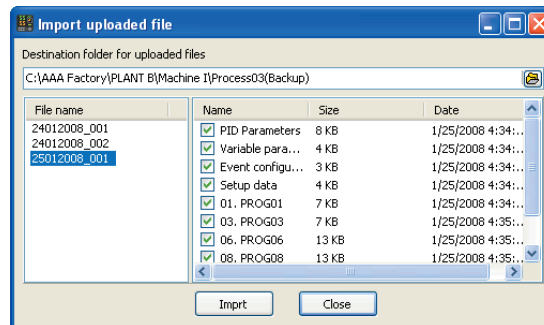 Import uploaded file
Destination folder for uploaded files
C:\AAA Factory\PLANT B\Machine I\Process03(Backup)
File name
24012008_001
24012008_002
25012008_001
Name Size Date
PID Parameters 8 KB 1/25/2008 4:34:...
Variable para... 4 KB 1/25/2008 4:34:...
Event configu... 3 KB 1/25/2008 4:34:...
Setup data 4 KB 1/25/2008 4:34:...
01. PROG01 7 KB 1/25/2008 4:34:...
03. PROG03 7 KB 1/25/2008 4:35:...
06. PROG06 13 KB 1/25/2008 4:35:...
08. PROG08 13 KB 1/25/2008 4:35:...
Imprt Close